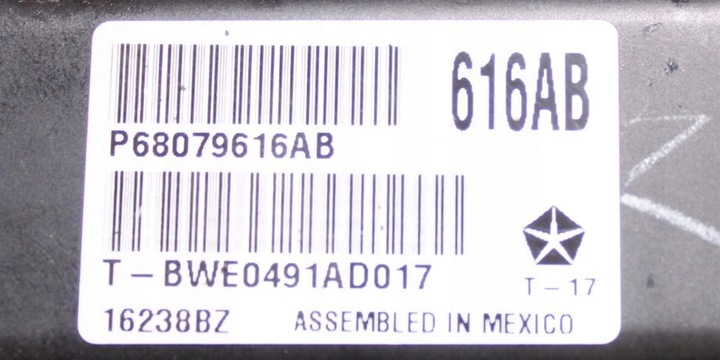 616AB
P68079616AB
T-BWE0491AD017
T-17
16238BZ ASSEMBLED IN MEXICO